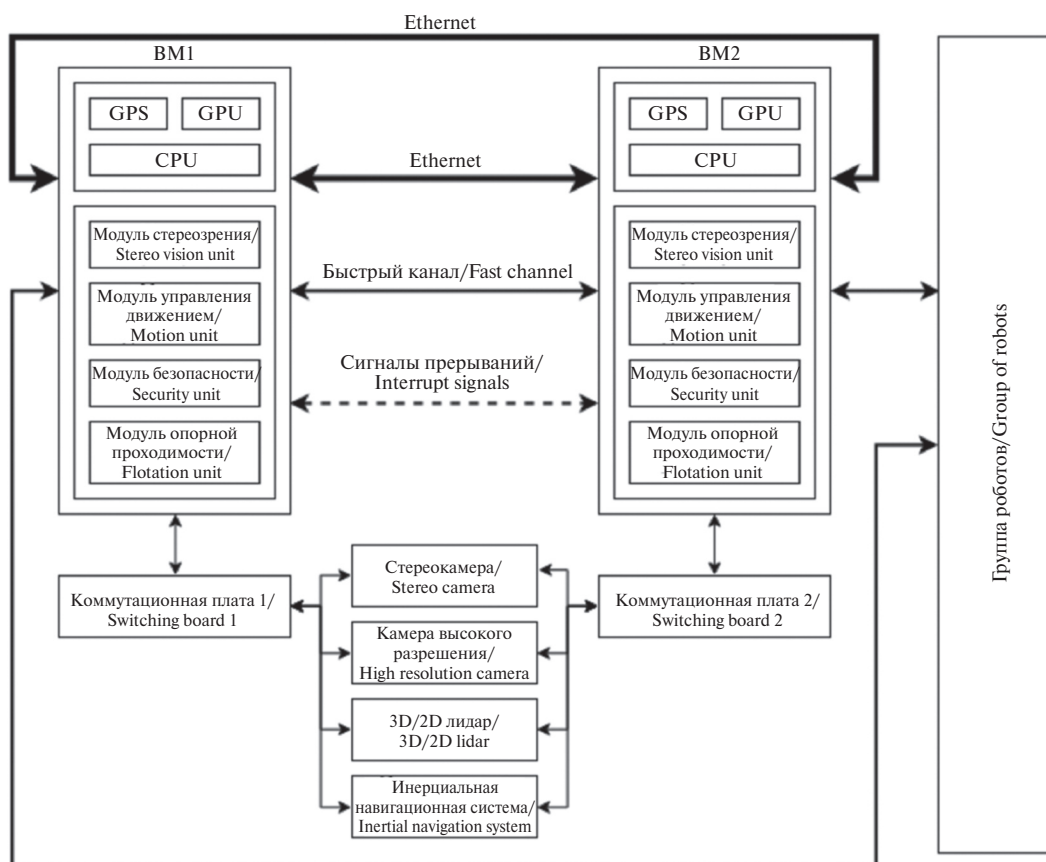 Ethernet
BM1
BM2
GPS
GPU
CPU
GPS
GPU
CPU
Ethernet
Модуль стереозрения/
Stereo vision unit
Модуль управления
движением/
Motion unit
Модуль безопасности/
Security unit
Модуль опорной
проходимости/
Flotation unit
Быстрый канал/Fast channel
Сигналы прерываний/
Interrupt signals
Модуль стереозрения/
Stereo vision unit
Модуль управления
движением/
Motion unit
Модуль безопасности/
Security unit
Модуль опорной
проходимости/
Flotation unit
Группа роботов/Group of robots
Коммутационная плата 1/
Switching board 1
Стереокамера/
Stereo camera
Камера высокого
разрешения/
High resolution camera
3D/2D лидар/
3D/2D lidar
Инерциальная
навигационная система/
Inertial navigation system
Коммутационная плата 2/
Switching board 2